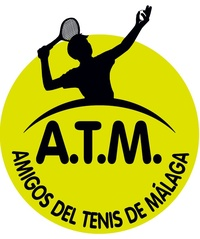 A.T.M.
AMIGOS DEL TENIS DE MÁLAGA